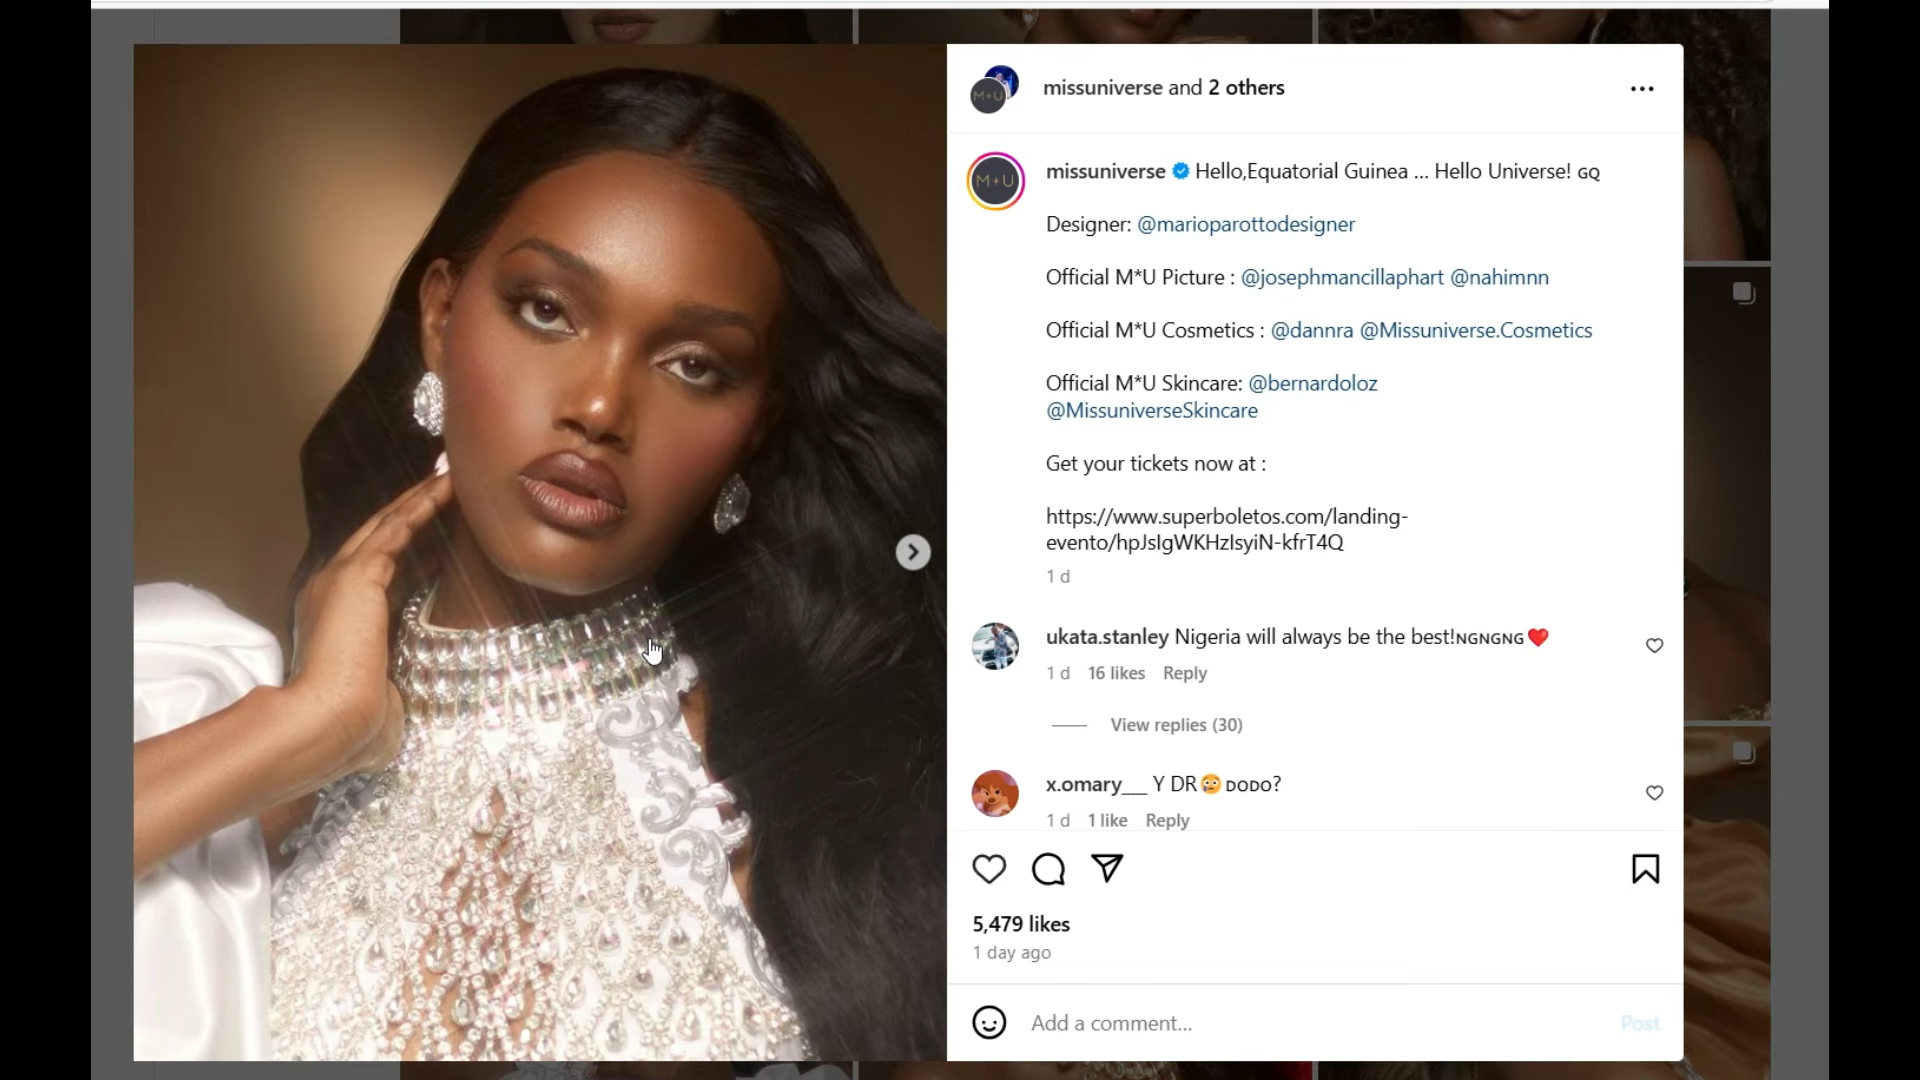 M+U
missuniverse and 2 others
M+U
missuniverse Hello,Equatorial Guinea ... Hello Universe! GQ
Designer: @marioparottodesigner
Official M*U Picture : @josephmancillaphart @nahimnn
Official M*U Cosmetics : @dannra @Missuniverse.Cosmetics
Official M*U Skincare: @bernardoloz
@MissuniverseSkincare
Get your tickets now at :
https://www.superboletos.com/landing-
evento/hpJsIgWKHzIsyiN-kfrT4Q
1 d
ukata.stanley Nigeria will always be the best!NGNGNG❤️
1 d 16 likes Reply
View replies (30)
x.omary___ Y DR😢DODO?
1 d 1 like Reply
5,479 likes
1 day ago
Add a comment...
Post